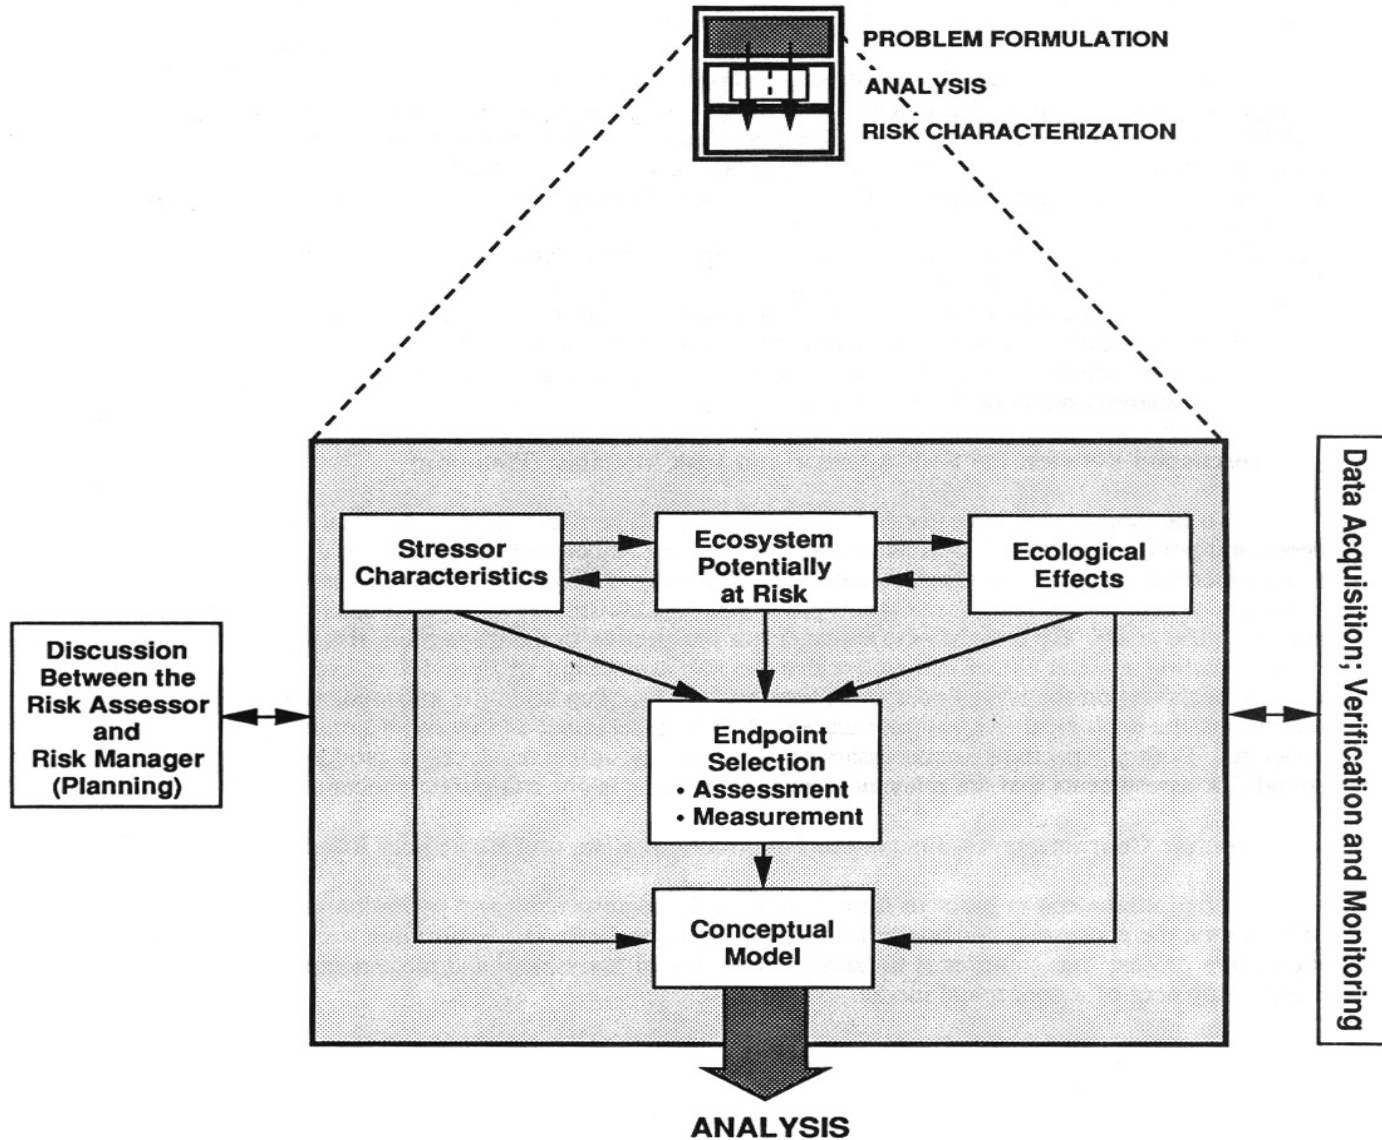 PROBLEM FORMULATION
ANALYSIS
RISK CHARACTERIZATION
Stressor
Characteristics
Ecosystem
Potentially
at Risk
Ecological
Effects
Discussion
Between the
Risk Assessor
and
Risk Manager
(Planning)
Endpoint
Selection
• Assessment
• Measurement
Conceptual
Model
Data Acquisition; Verification and Monitoring
ANALYSIS